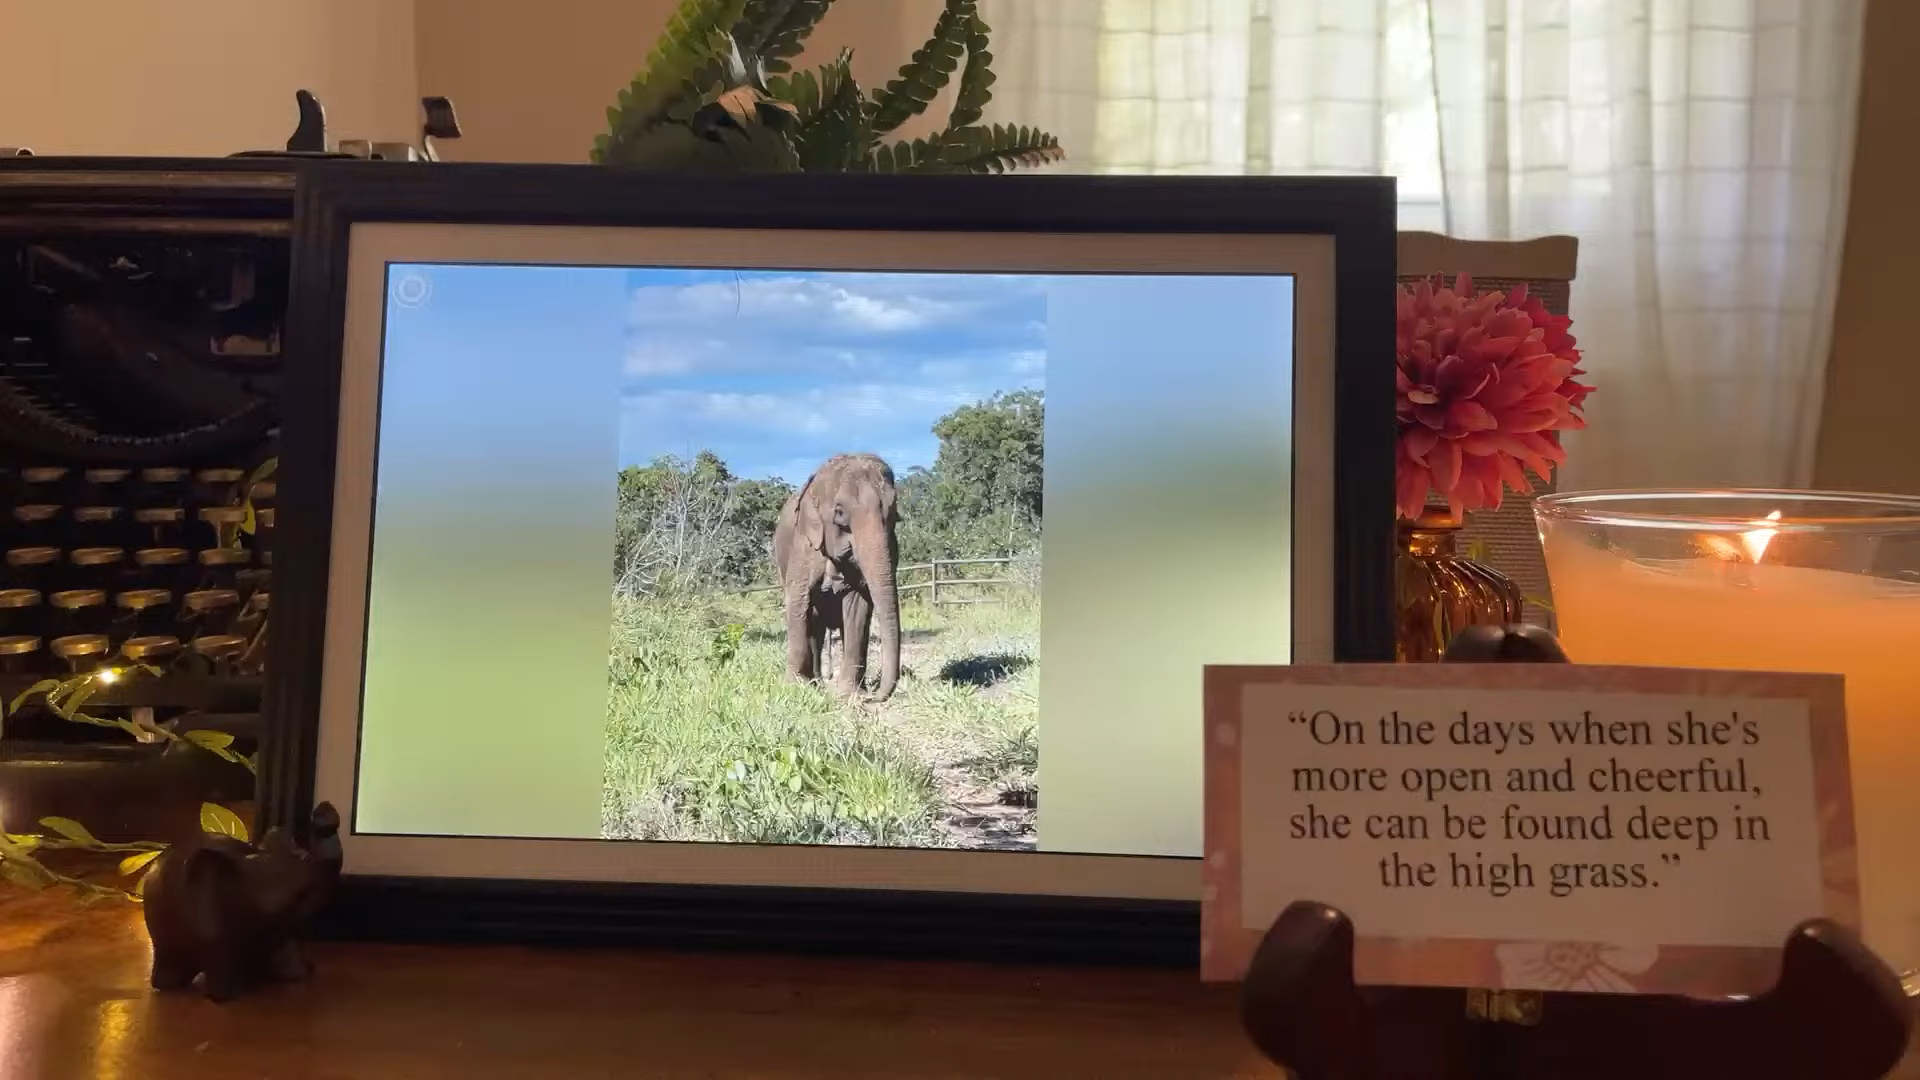 “On the days when she's
more open and cheerful,
she can be found deep in
the high grass.”